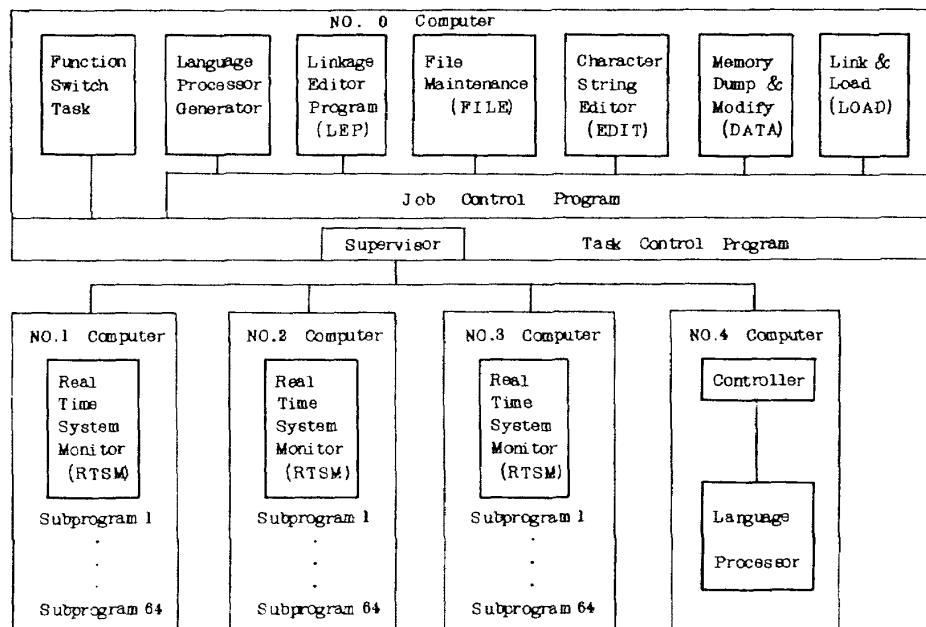 NO. 0 Computer
Function
Switch
Task
Language
Processor
Generator
Linkage
Editor
Program
(LEP)
File
Maintenance
(FILE)
Character
String
Editor
(EDIT)
Memory
Dump &
Modify
(DATA)
Link &
Load
(LOAD)
Job Control Program
Supervisor
Task Control Program
NO.1 Computer
Real
Time
System
Monitor
(RTSM)
Subprogram 1
.
.
.
Subprogram 64
NO.2 Computer
Real
Time
System
Monitor
(RTSM)
Subprogram 1
.
.
.
Subprogram 64
NO.3 Computer
Real
Time
System
Monitor
(RTSM)
Subprogram 1
.
.
.
Subprogram 64
NO.4 Computer
Controller
Language
Processor